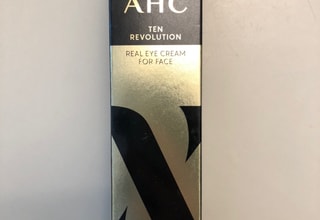 AHC
TEN
REVOLUTION
REAL EYE CREAM
FOR FACE